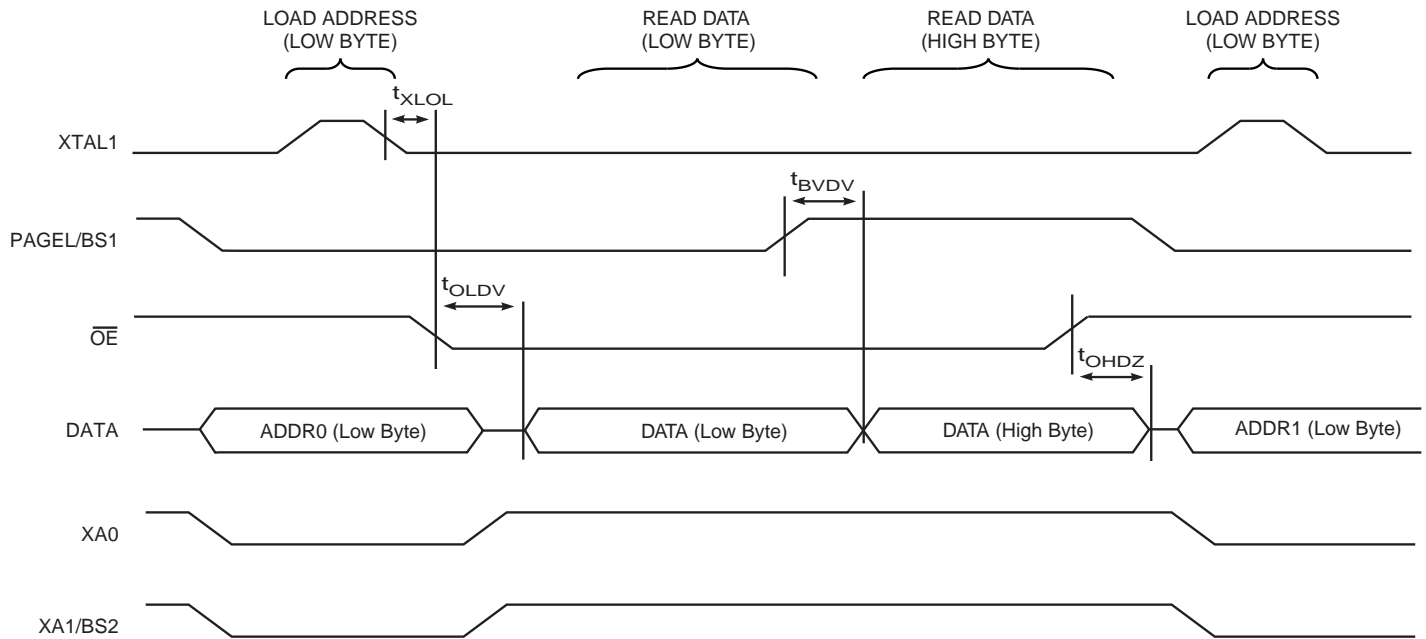 LOAD ADDRESS
(LOW BYTE)
READ DATA
(LOW BYTE)
READ DATA
(HIGH BYTE)
LOAD ADDRESS
(LOW BYTE)
tXLOL
XTAL1
tBVDV
PAGEL/BS1
tOLDV
OE
tOHDZ
DATA
ADDR0 (Low Byte)
DATA (Low Byte)
DATA (High Byte)
ADDR1 (Low Byte)
XA0
XA1/BS2